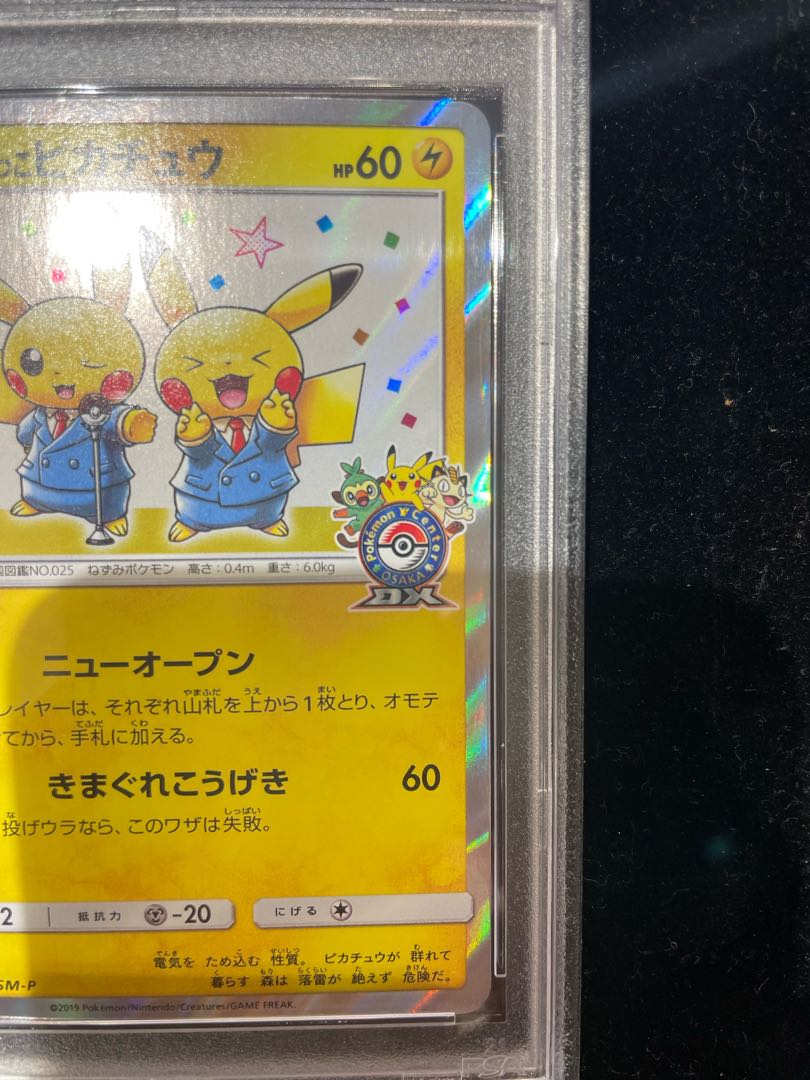 っこピカチュウ HP60
Pokémon Center
OSAKA
DX
図鑑NO.025 ねずみポケモン 高さ:0.4m 重さ:6.0kg
ニューオープン
レイヤーは、それぞれ山札を上から1枚とり、オモテ
てから、手札に加える。
きまぐれこうげき 60
投げウラなら、このワザは失敗。
2 抵抗力 -20 にげる
電気を ため込む 性質。 ピカチュウが 群れて
暮らす 森は 落雷が 絶えず 危険だ。
SM-P
©2019 Pokémon/Nintendo/Creatures/GAME FREAK.